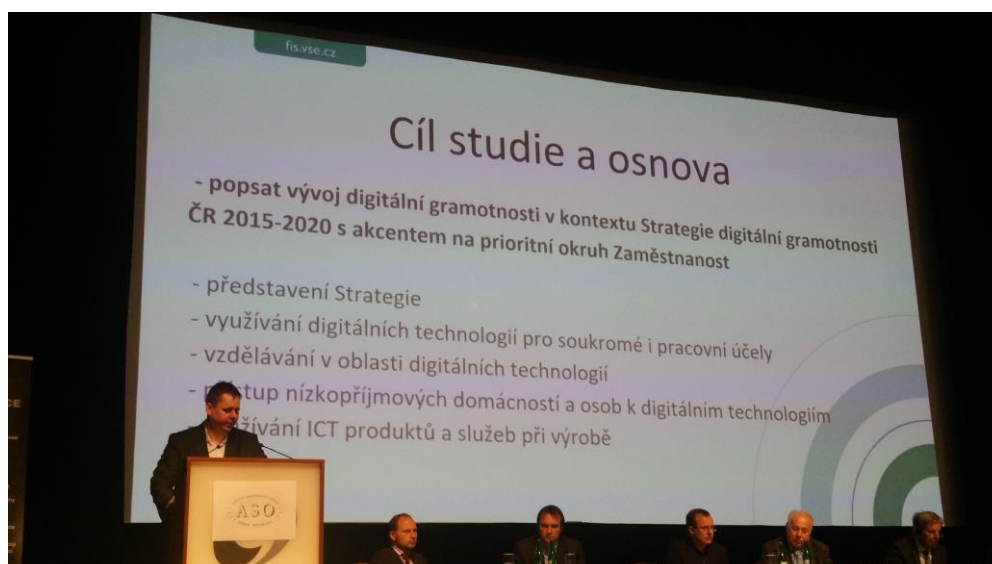 fis.vse.cz
Cíl studie a osnova
- popsat vývoj digitální gramotnosti v kontextu Strategie digitální gramotnosti
ČR 2015-2020 s akcentem na prioritní okruh Zaměstnanost
- představení Strategie
- využívání digitálních technologií pro soukromé i pracovní účely
- vzdělávání v oblasti digitálních technologií
- nízkopříjmových domácností a osob k digitálním technologiím
ICT produktů a služeb při výrobě
ASO
CE